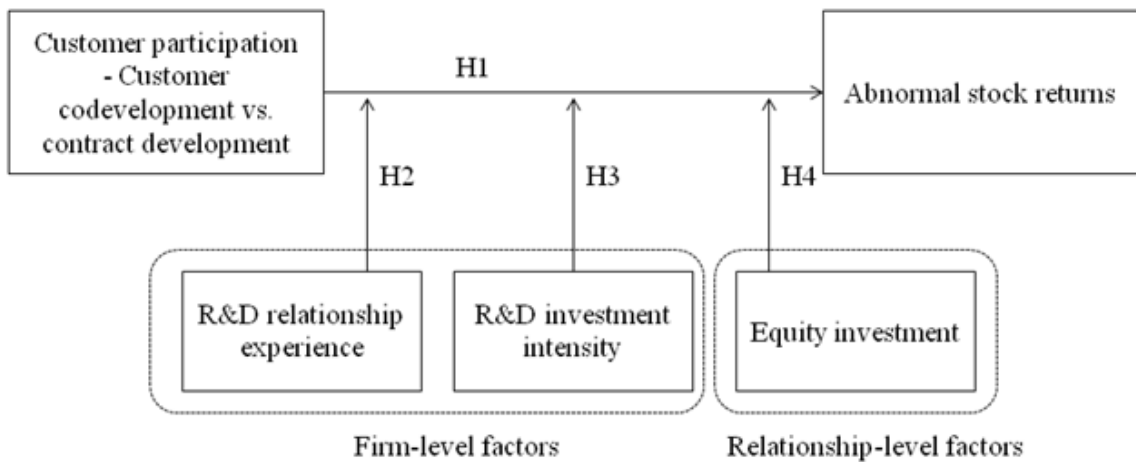 Customer participation
- Customer
codevelopment vs.
contract development
H1
Abnormal stock returns
H2
H3
H4
R&D relationship
experience
R&D investment
intensity
Equity investment
Firm-level factors
Relationship-level factors